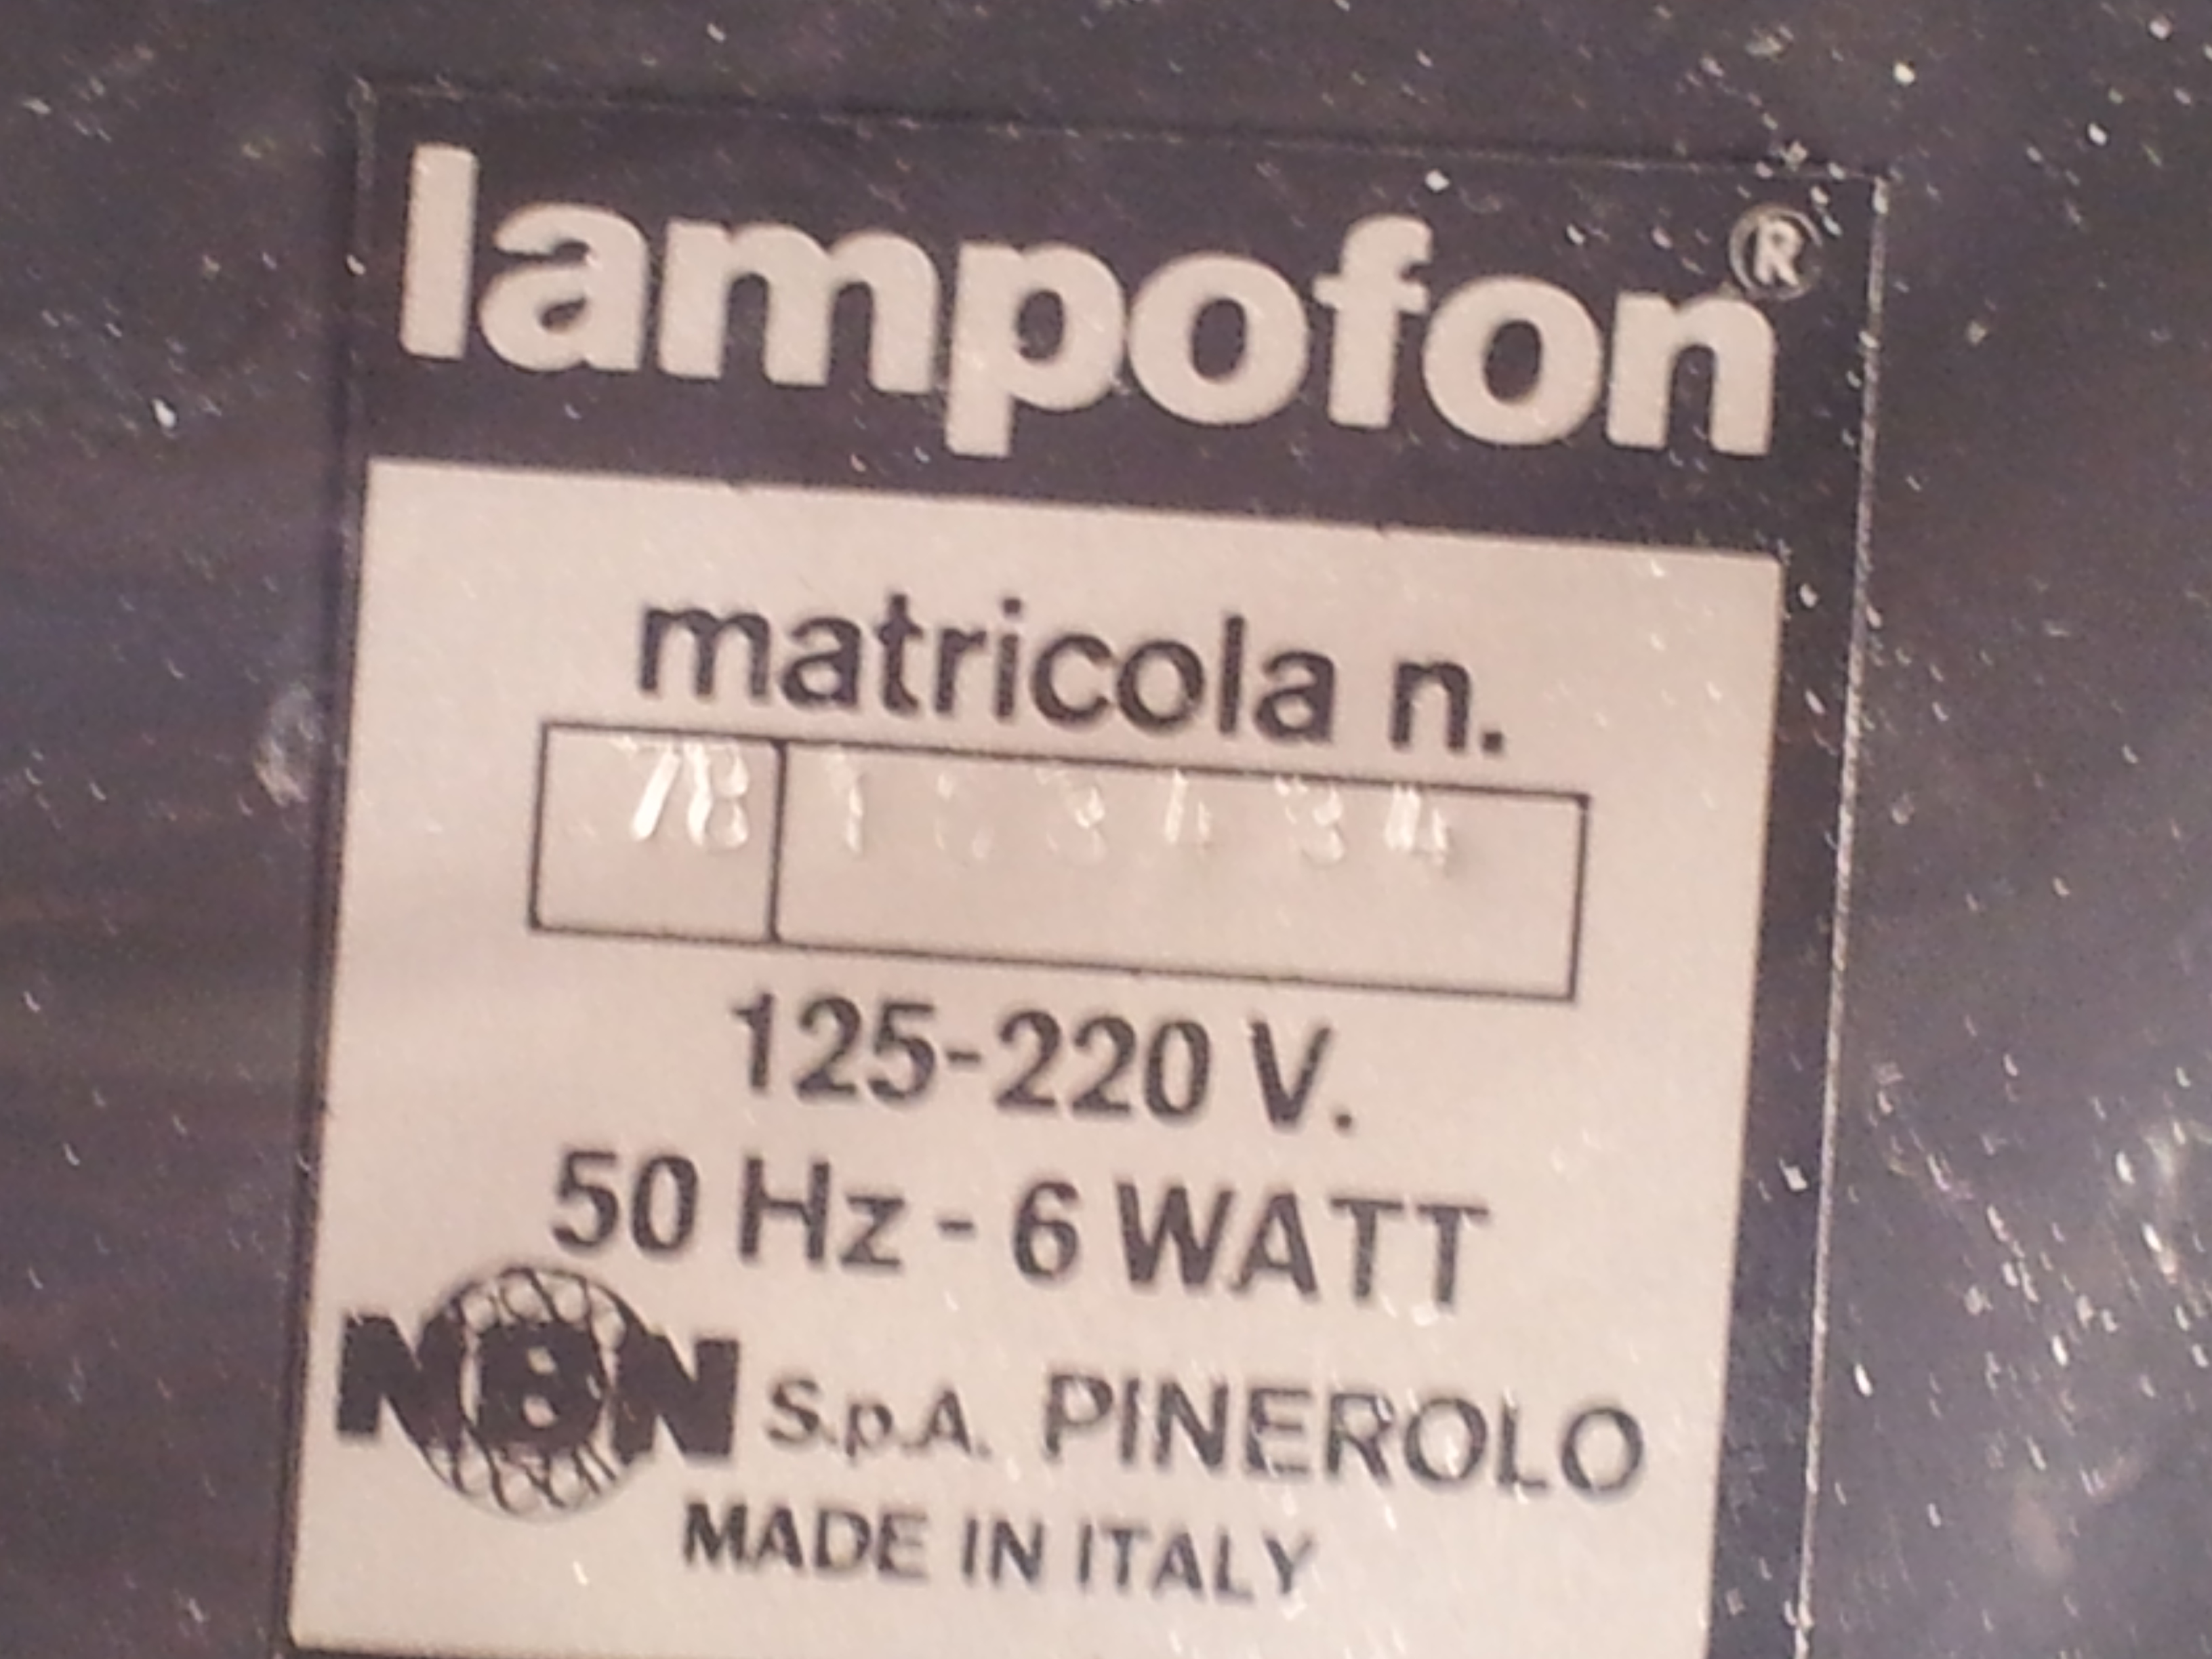 lampofon®
matricola n.
78
125-220 V.
50 Hz - 6 WATT
NBN S.p.A. PINEROLO
MADE IN ITALY